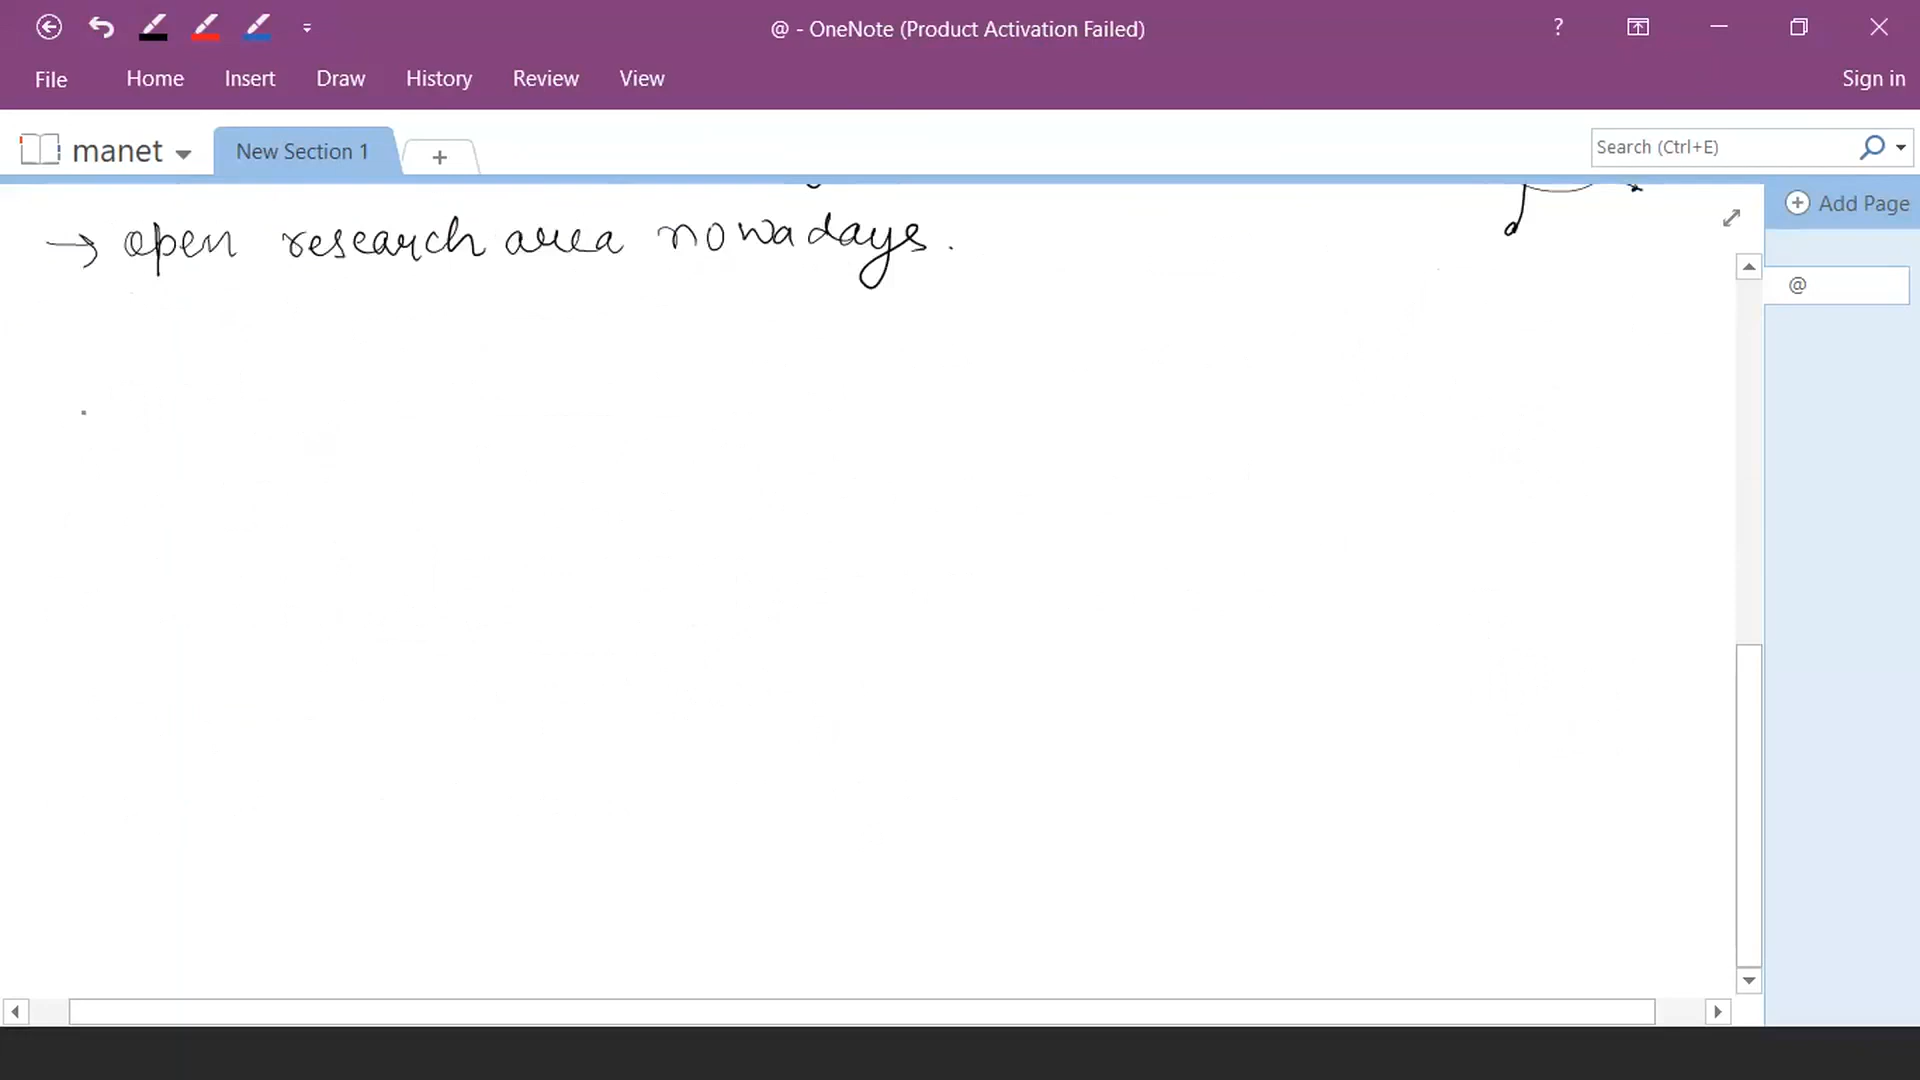 @ - OneNote (Product Activation Failed)
?
File Home Insert Draw History Review View Sign in
manet New Section 1 + Search (Ctrl+E)
Add Page
→ open research area nowadays.
@